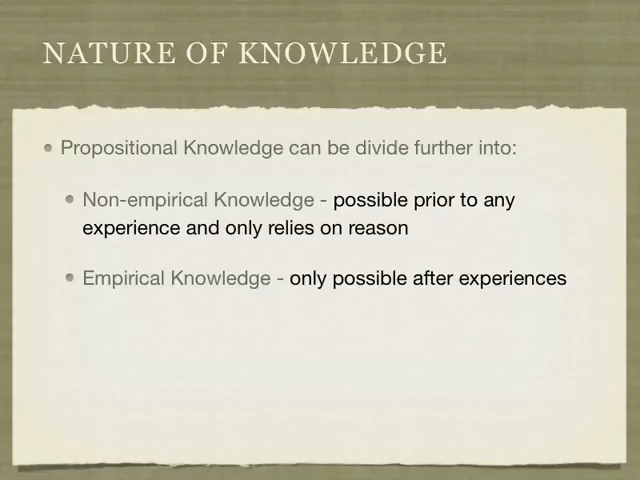 NATURE OF KNOWLEDGE
Propositional Knowledge can be divide further into:
Non-empirical Knowledge - possible prior to any
experience and only relies on reason
Empirical Knowledge - only possible after experiences